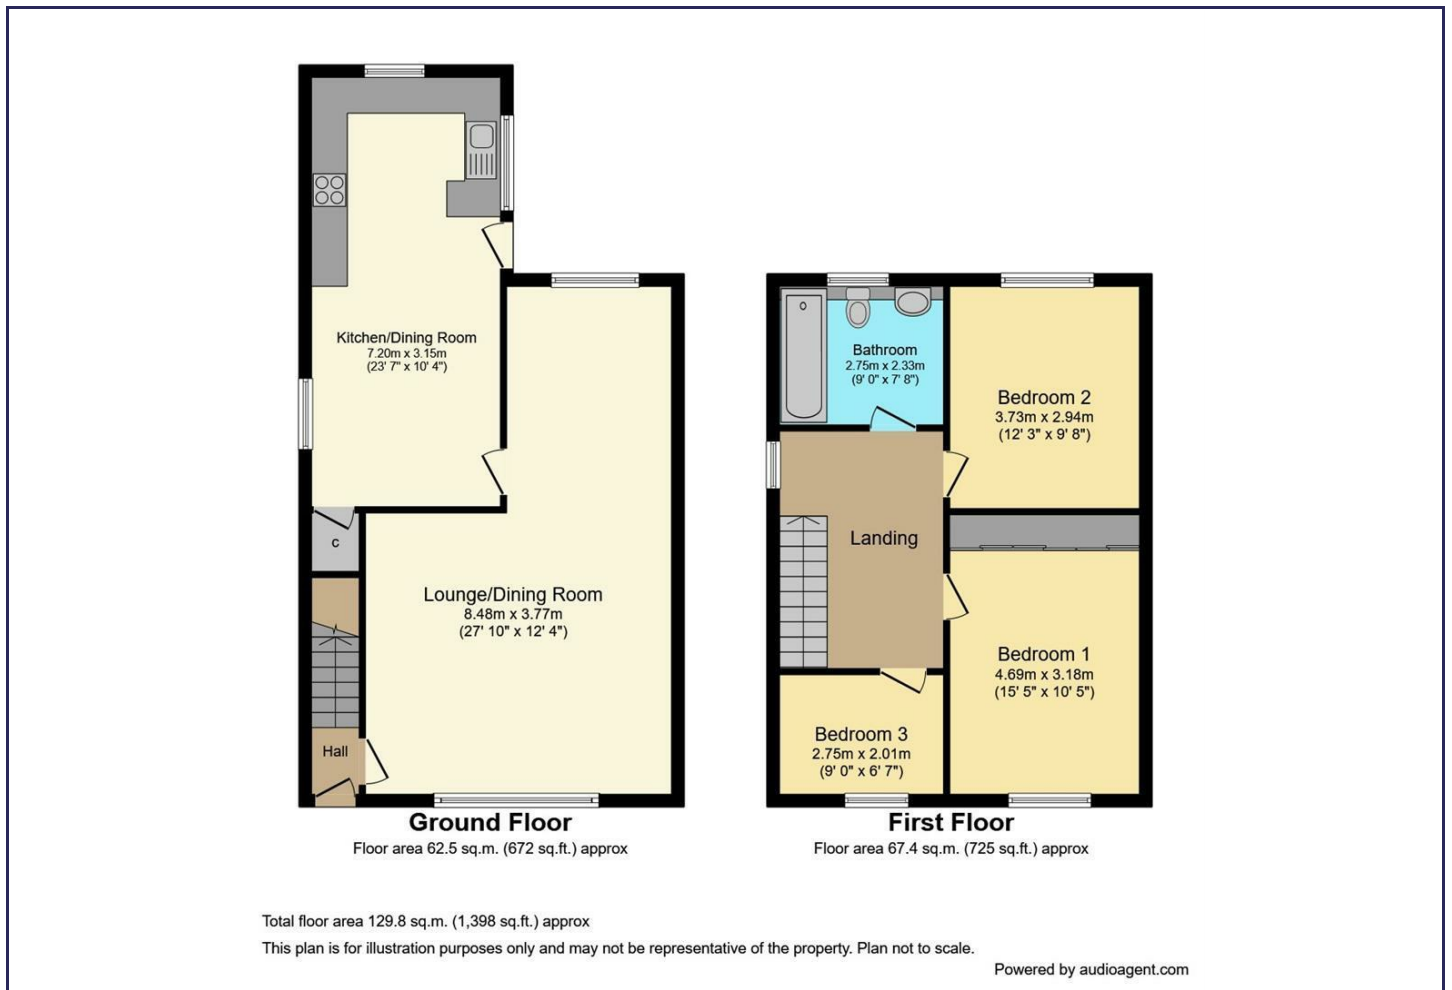 Kitchen/Dining Room
7.20m x 3.15m
(23' 7" x 10' 4")
c
Lounge/Dining Room
8.48m x 3.77m
(27' 10" x 12' 4")
Hall
Ground Floor
Floor area 62.5 sq.m. (672 sq.ft.) approx
Bathroom
2.75m x 2.33m
(9' 0" x 7' 8")
Bedroom 2
3.73m x 2.94m
(12' 3" x 9' 8")
Landing
Bedroom 1
4.69m x 3.18m
(15' 5" x 10' 5")
Bedroom 3
2.75m x 2.01m
(9' 0" x 6' 7")
First Floor
Floor area 67.4 sq.m. (725 sq.ft.) approx
Total floor area 129.8 sq.m. (1,398 sq.ft.) approx
This plan is for illustration purposes only and may not be representative of the property. Plan not to scale.
Powered by audioagent.com